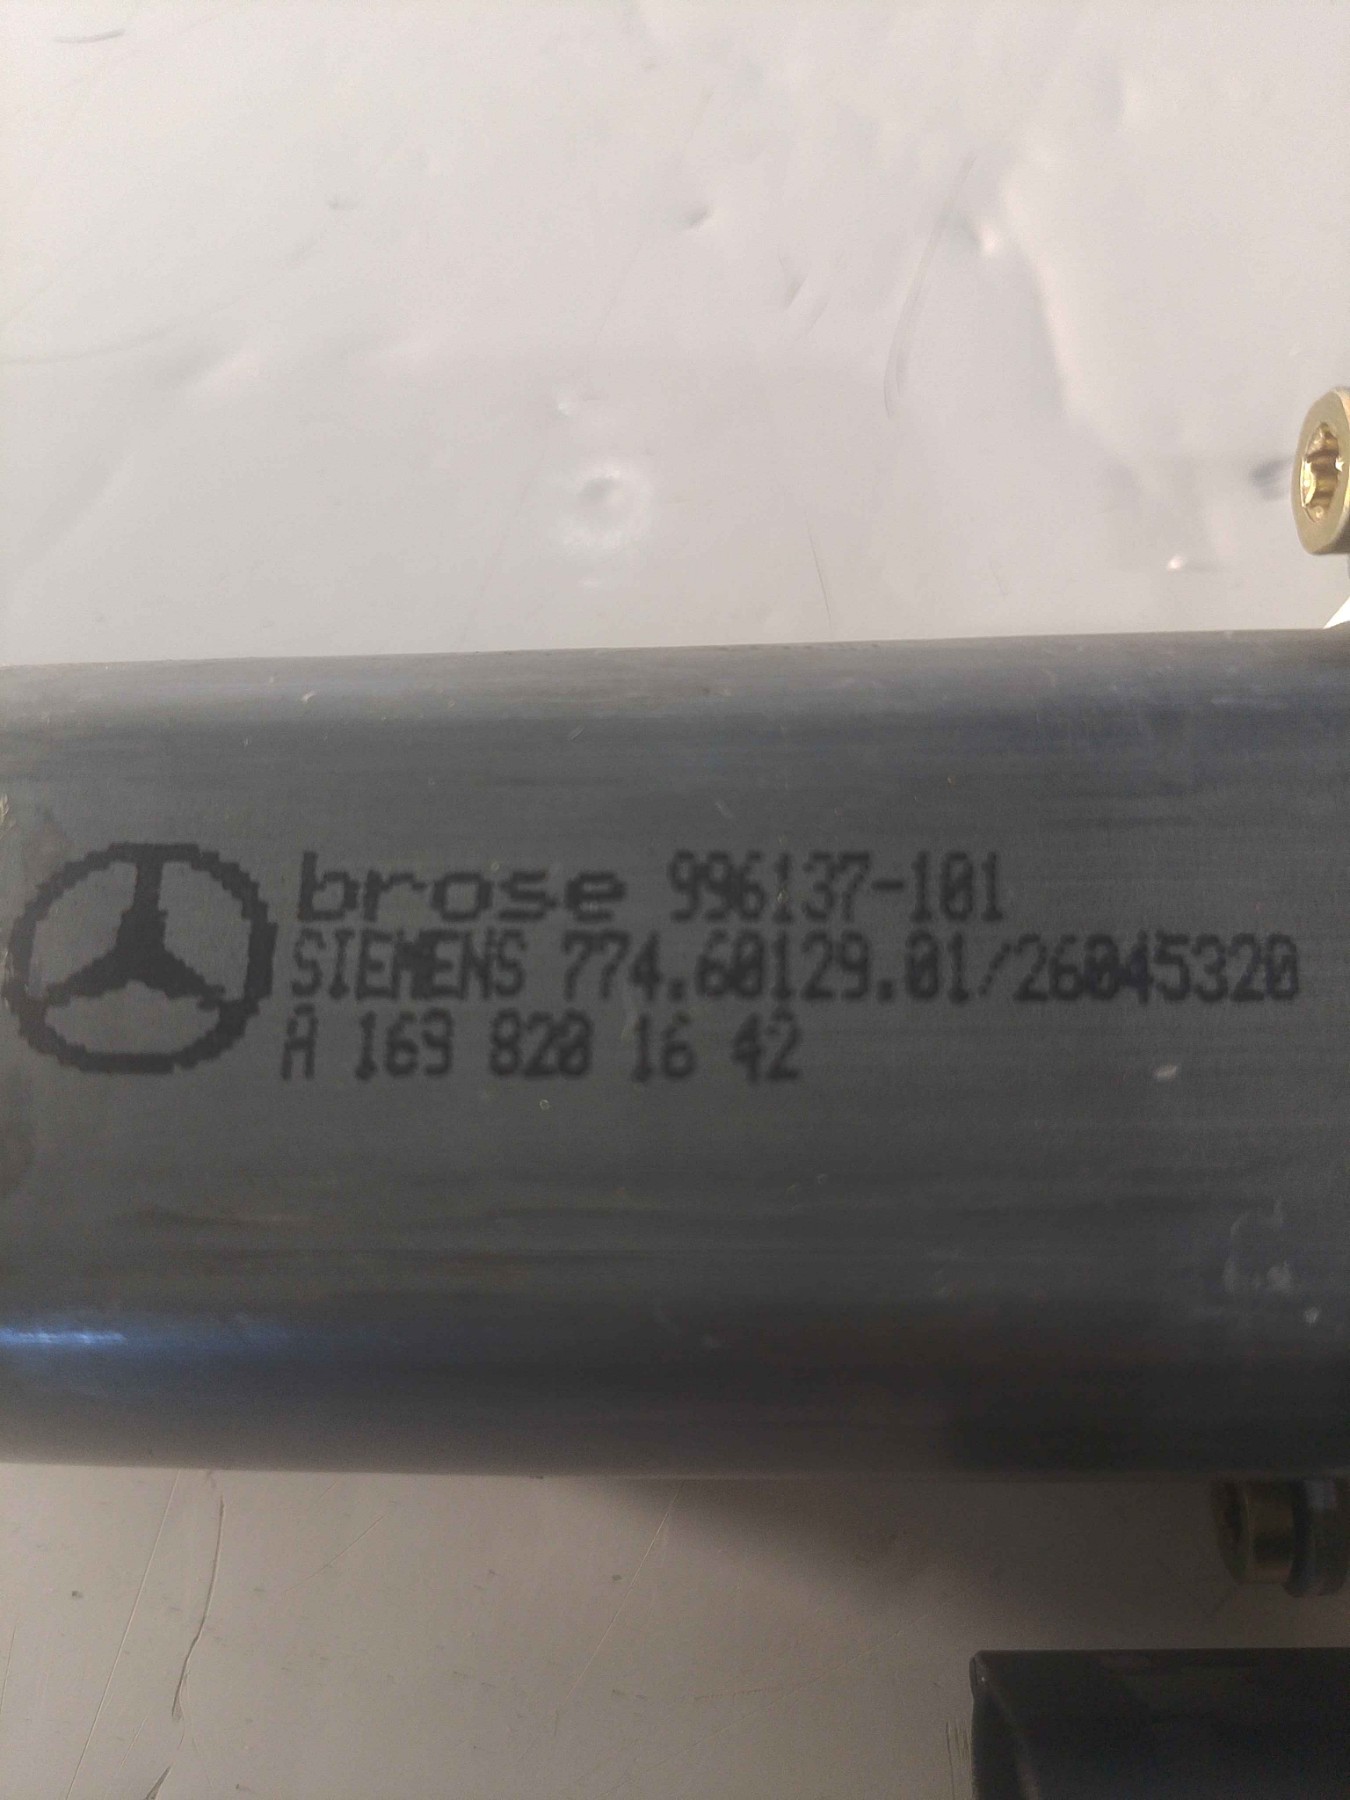 brose 996137-101
SIEMENS 774.60129.01/26045320
A 169 820 16 42